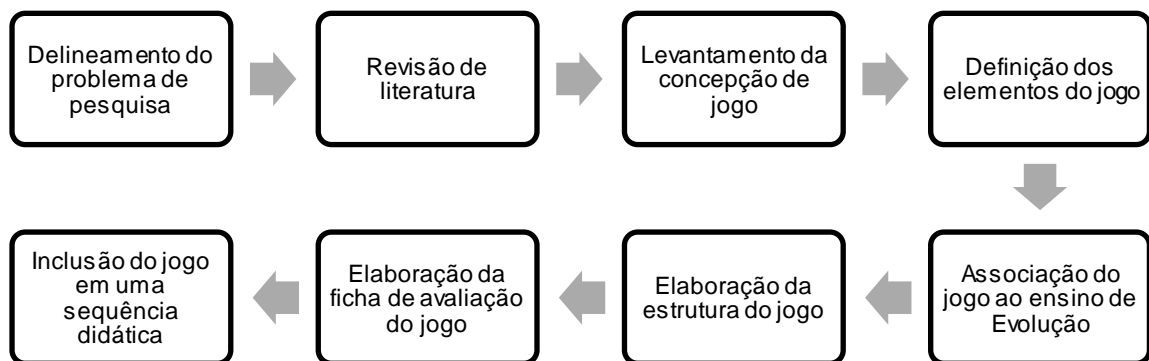 Delineamento do
problema de
pesquisa
Revisão de
literatura
Levantamento da
concepção de
jogo
Definição dos
elementos do jogo
Associação do
jogo ao ensino de
Evolução
Elaboração da
estrutura do jogo
Elaboração da
ficha de avaliação
do jogo
Inclusão do jogo
em uma
sequência
didática